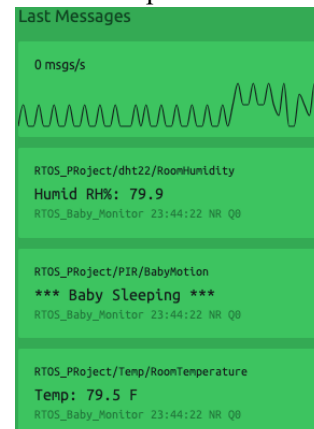 Last Messages
0 msgs/s
RTOS_PRoject/dht22/RoomHumidity
Humid RH%: 79.9
RTOS_Baby_Monitor 23:44:22 NR Q0
RTOS_PRoject/PIR/BabyMotion
*** Baby Sleeping ***
RTOS_Baby_Monitor 23:44:22 NR Q0
RTOS_PRoject/Temp/RoomTemperature
Temp: 79.5 F
RTOS_Baby_Monitor 23:44:22 NR Q0